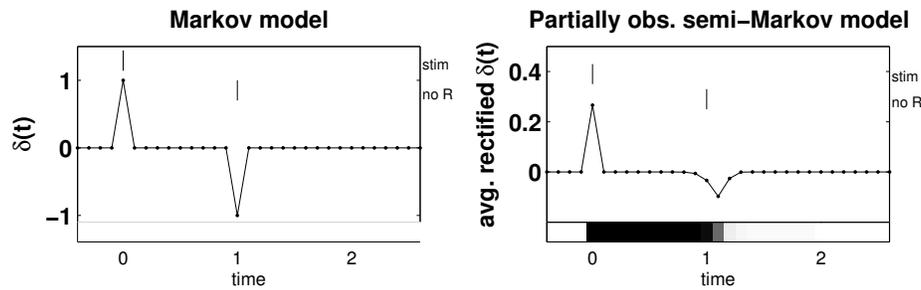 Markov model
δ(t)
1
0
−1
stim
no R
0 1 2
time
Partially obs. semi−Markov model
avg. rectified δ(t)
0.4
0.2
0
stim
no R
0 1 2
time